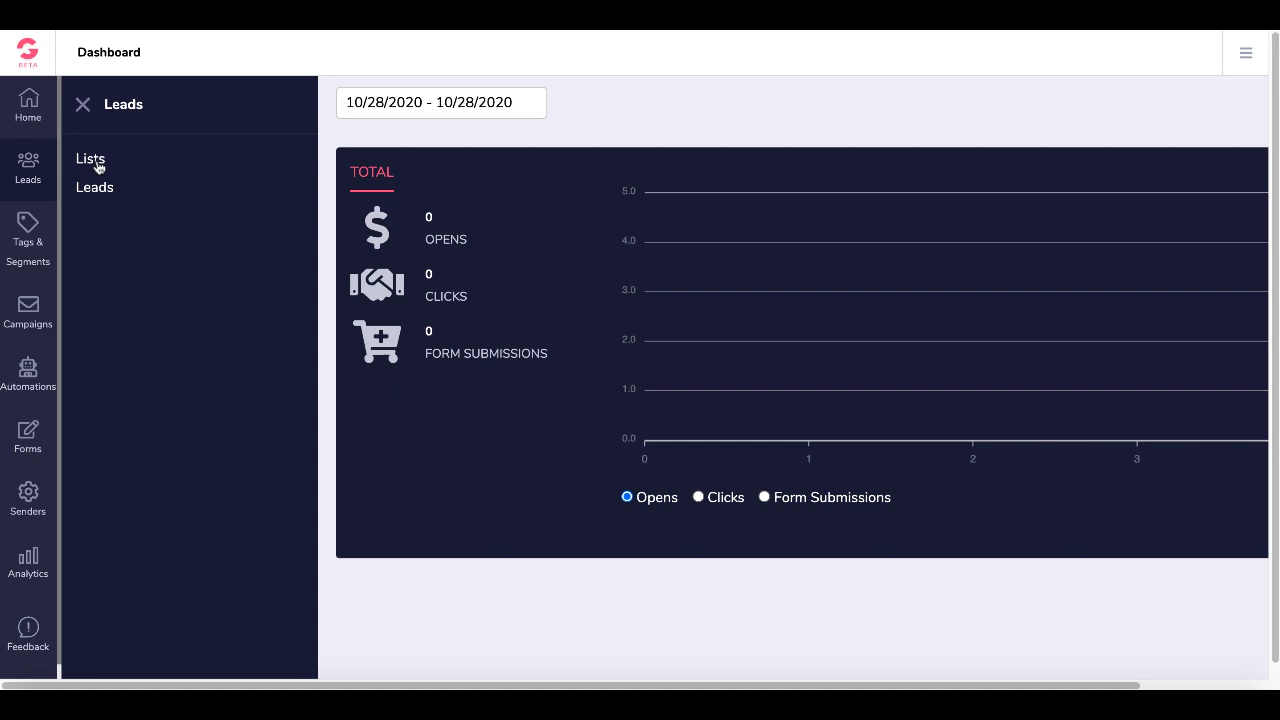 BETA
Dashboard
Home
Leads
Tags &
Segments
Campaigns
Automations
Forms
Senders
Analytics
Feedback
Leads
Lists
Leads
10/28/2020 - 10/28/2020
TOTAL
0
OPENS
0
CLICKS
0
FORM SUBMISSIONS
5.0
4.0
3.0
2.0
1.0
0.0
0 1 2 3
Opens Clicks Form Submissions